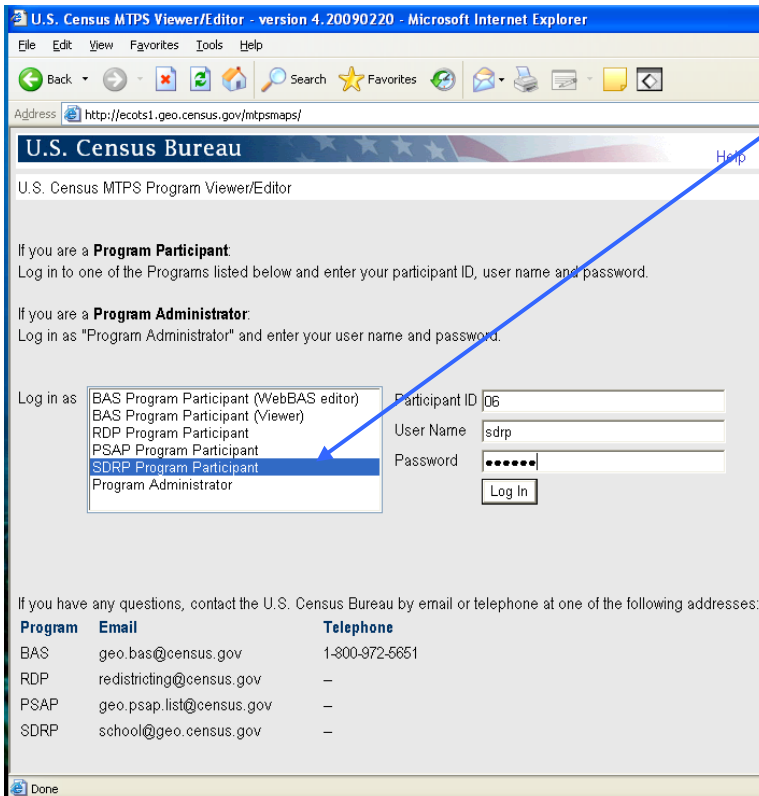 U.S. Census MTPS Viewer/Editor - version 4.20090220 - Microsoft Internet Explorer
File Edit View Favorites Tools Help
Back Search Favorites
Address http://ecots1.geo.census.gov/mtpsmaps/
U.S. Census Bureau
Help
U.S. Census MTPS Program Viewer/Editor
If you are a Program Participant:
Log in to one of the Programs listed below and enter your participant ID, user name and password.
If you are a Program Administrator:
Log in as "Program Administrator" and enter your user name and password.
Log in as
BAS Program Participant (WebBAS editor)
BAS Program Participant (Viewer)
RDP Program Participant
PSAP Program Participant
SDRP Program Participant
Program Administrator
Participant ID 06
User Name sdrp
Password ●●●●●●
Log In
If you have any questions, contact the U.S. Census Bureau by email or telephone at one of the following addresses:
Program Email Telephone
BAS geo.bas@census.gov 1-800-972-5651
RDP redistricting@census.gov –
PSAP geo.psap.list@census.gov –
SDRP school@geo.census.gov –
Done